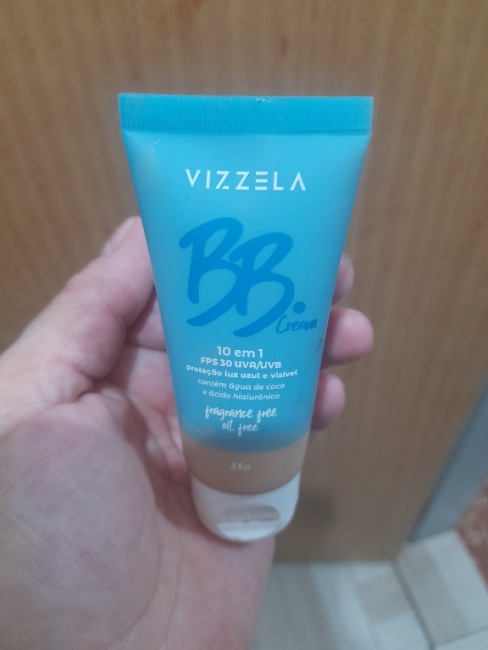 VIZZELA
BB.
Cream
10 em 1
FPS 30 UVA/UVB
proteção luz azul e visível
contém água de coco
e ácido hialurônico
fragrance free
oil free
350